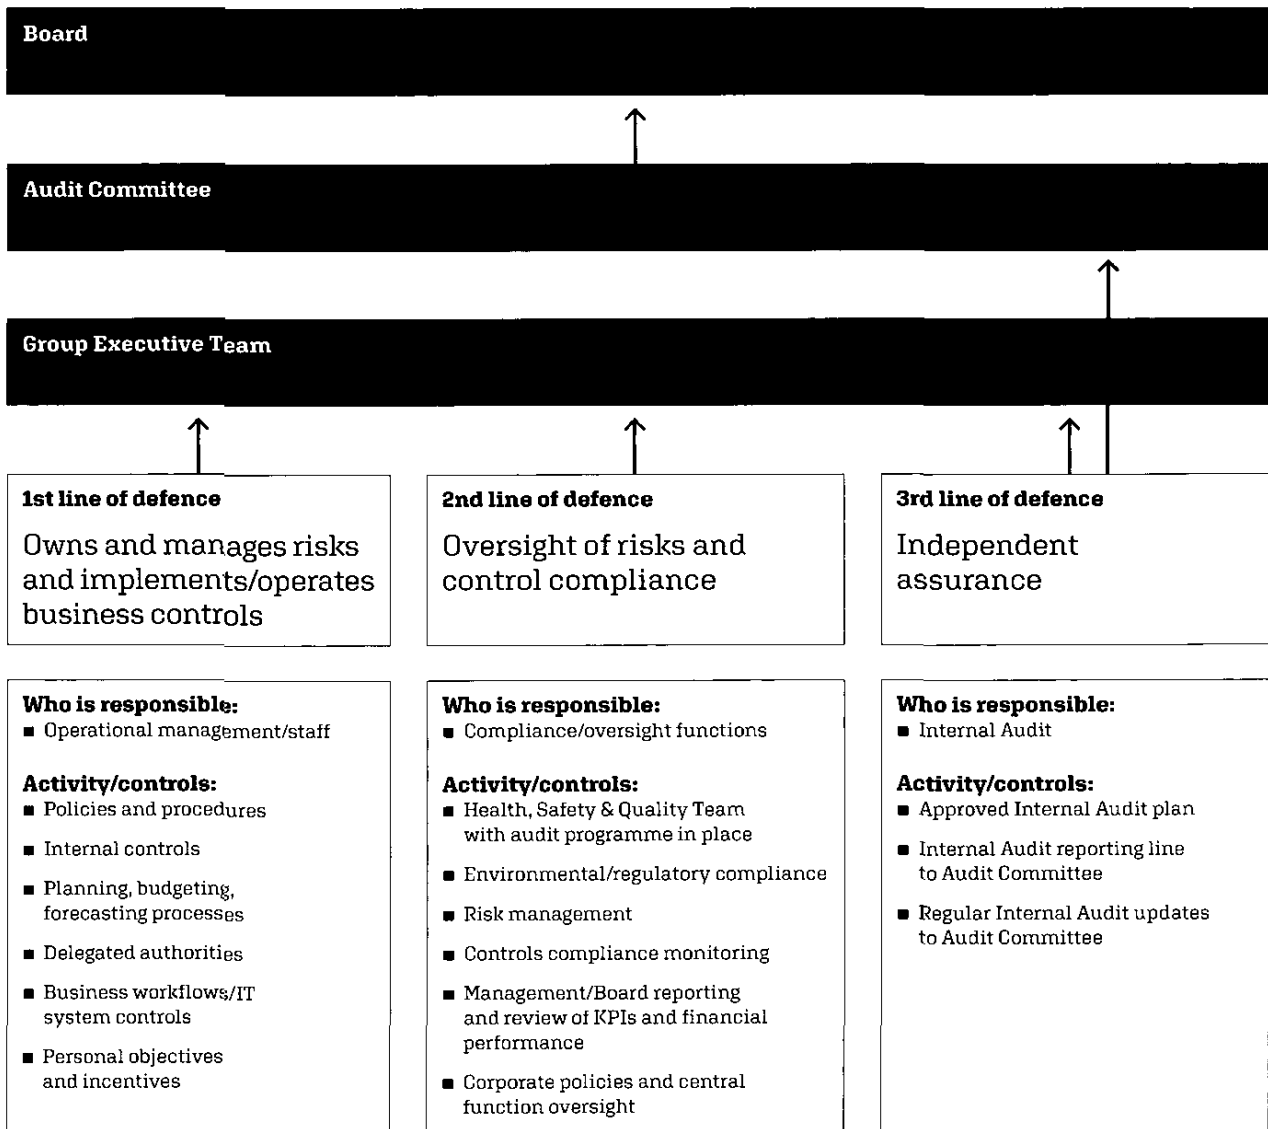 Board
Audit Committee
Group Executive Team
1st line of defence
Owns and manages risks
and implements/operates
business controls
2nd line of defence
Oversight of risks and
control compliance
3rd line of defence
Independent
assurance
Who is responsible:
■ Operational management/staff
Activity/controls:
■ Policies and procedures
■ Internal controls
■ Planning, budgeting,
forecasting processes
■ Delegated authorities
■ Business workflows/IT
system controls
■ Personal objectives
and incentives
Who is responsible:
■ Compliance/oversight functions
Activity/controls:
■ Health, Safety & Quality Team
with audit programme in place
■ Environmental/regulatory compliance
■ Risk management
■ Controls compliance monitoring
■ Management/Board reporting
and review of KPIs and financial
performance
■ Corporate policies and central
function oversight
Who is responsible:
■ Internal Audit
Activity/controls:
■ Approved Internal Audit plan
■ Internal Audit reporting line
to Audit Committee
■ Regular Internal Audit updates
to Audit Committee